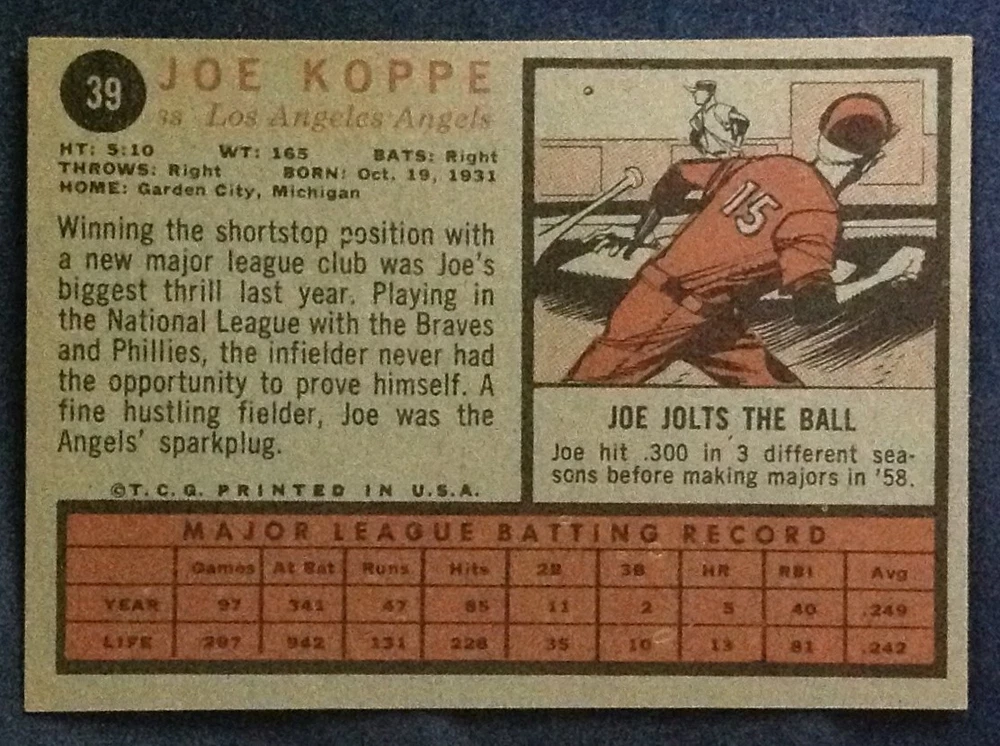 39
JOE KOPPE
ss Los Angeles Angels
HT: 5:10 WT: 165 BATS: Right
THROWS: Right BORN: Oct. 19, 1931
HOME: Garden City, Michigan
Winning the shortstop position with
a new major league club was Joe's
biggest thrill last year. Playing in
the National League with the Braves
and Phillies, the infielder never had
the opportunity to prove himself. A
fine hustling fielder, Joe was the
Angels' sparkplug.
©T.C.G. PRINTED IN U.S.A.
15
JOE JOLTS THE BALL
Joe hit .300 in 3 different sea-
sons before making majors in '58.
MAJOR LEAGUE BATTING RECORD
Games At Bat Runs Hits 2B 3B HR RBI Avg
YEAR 97 341 47 85 11 2 5 40 .249
LIFE 297 942 131 228 35 10 13 81 .242